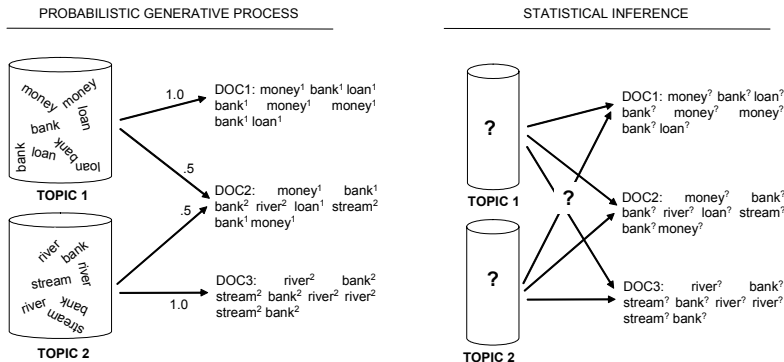 PROBABILISTIC GENERATIVE PROCESS
money
money
loan
bank
bank
loan
bank
loan
TOPIC 1
river
bank
stream
river
river
bank
stream
TOPIC 2
1.0
.5
.5
1.0
DOC1: money¹ bank¹ loan¹
bank¹ money¹ money¹
bank¹ loan¹
DOC2: money¹ bank¹
bank² river² loan¹ stream²
bank¹ money¹
DOC3: river² bank²
stream² bank² river² river²
stream² bank²
STATISTICAL INFERENCE
?
TOPIC 1
?
?
TOPIC 2
DOC1: money? bank? loan?
bank? money? money?
bank? loan?
DOC2: money? bank?
bank? river? loan? stream?
bank? money?
DOC3: river? bank?
stream? bank? river? river?
stream? bank?